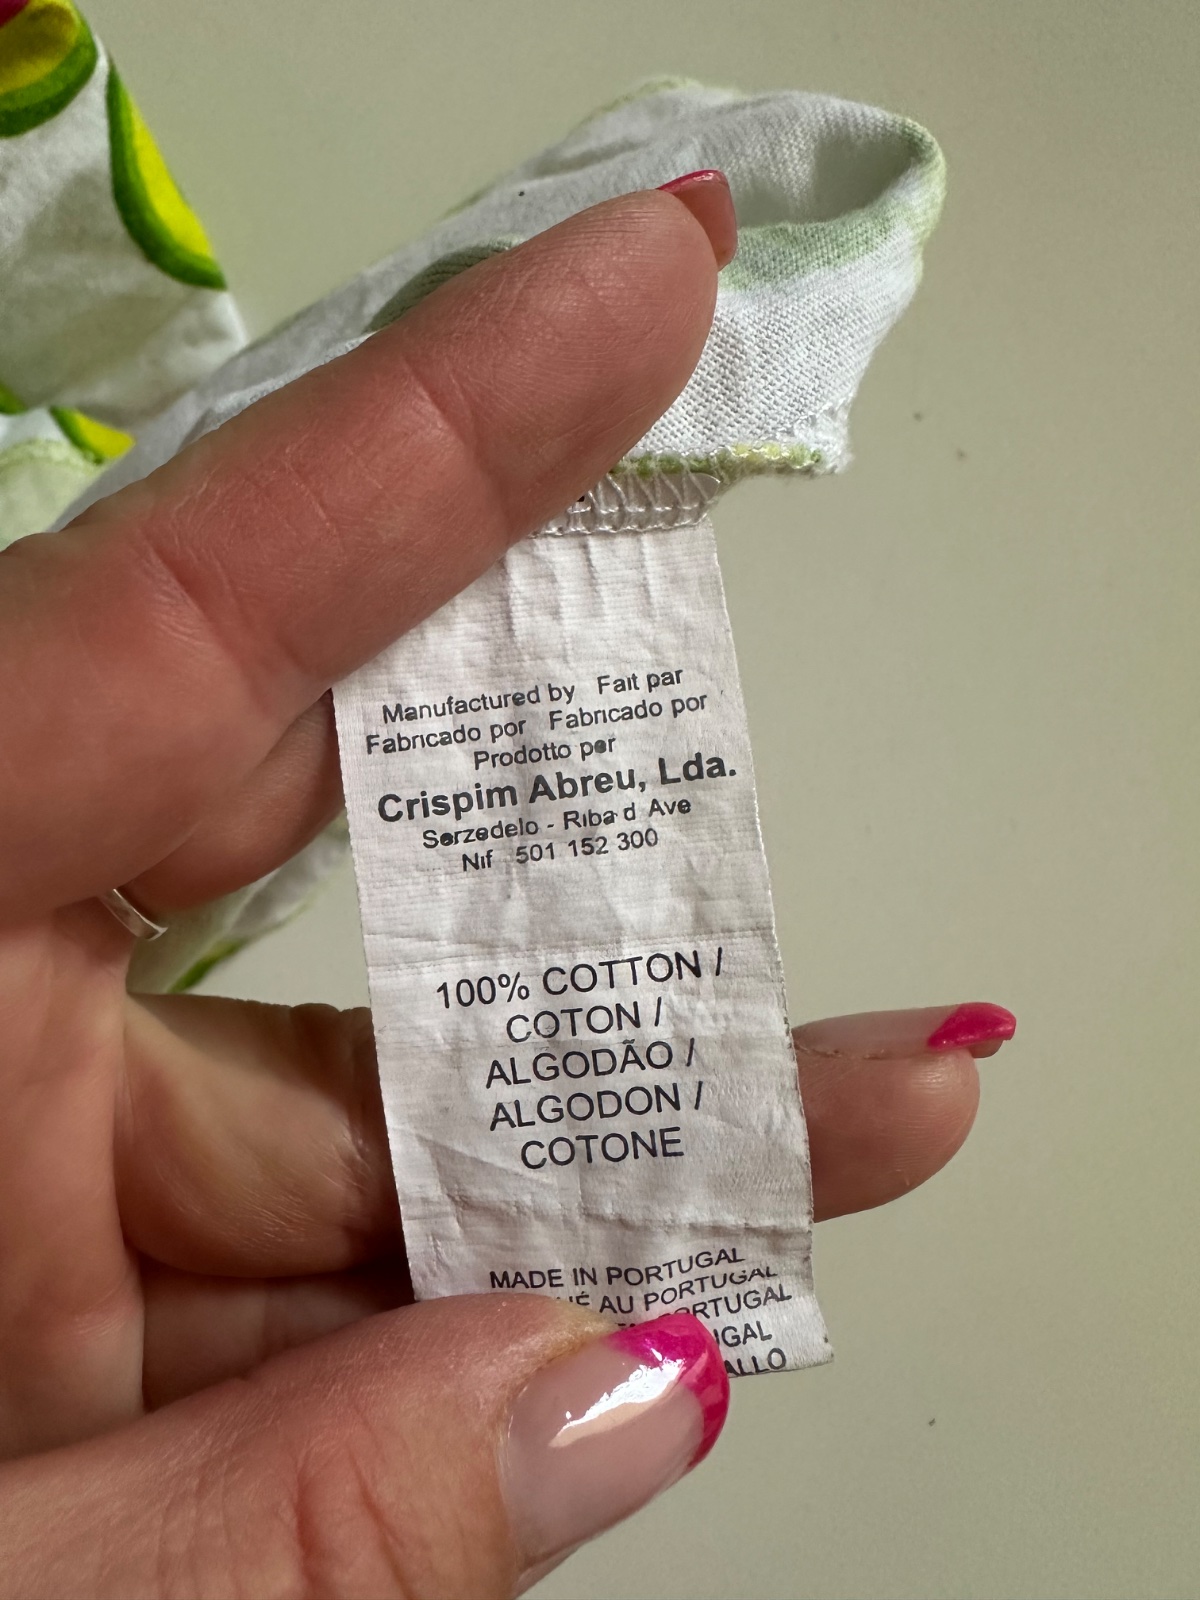 Manufactured by Fait par
Fabricado por Fabricado por
Prodotto per
Crispim Abreu, Lda.
Serzedelo - Riba d Ave
Nif 501 152 300
100% COTTON /
COTON /
ALGODÃO /
ALGODON /
COTONE
MADE IN PORTUGAL
AU PORTUGAL
PORTUGAL